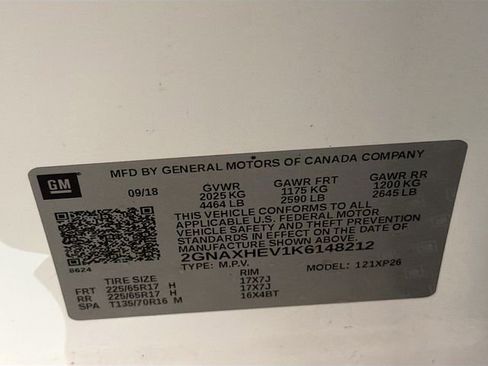 GM
MFD BY GENERAL MOTORS OF CANADA COMPANY
09/18 GVWR GAWR FRT GAWR RR
2025 KG 1175 KG 1200 KG
4464 LB 2590 LB 2645 LB
THIS VEHICLE CONFORMS TO ALL
APPLICABLE U.S. FEDERAL MOTOR
VEHICLE SAFETY AND THEFT PREVENTION
STANDARDS IN EFFECT ON THE DATE OF
MANUFACTURE SHOWN ABOVE.
2GNAXHEV1K6148212
8624 TYPE: M.P.V. MODEL: 121XP26
TIRE SIZE RIM
FRT 225/65R17 H 17X7J
RR 225/65R17 H 17X7J
SPA T135/70R16 M 16X4BT